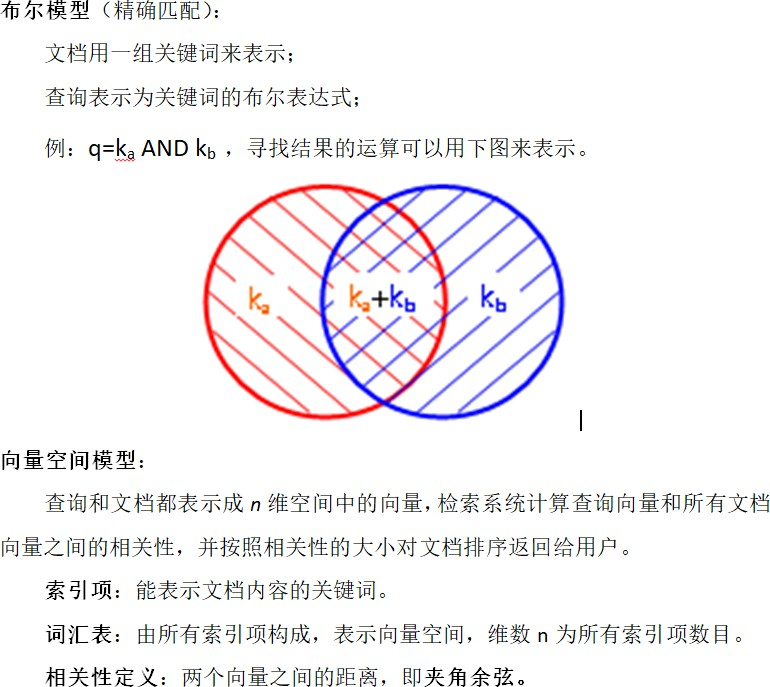 布尔模型（精确匹配）：
文档用一组关键词来表示；
查询表示为关键词的布尔表达式；
例：q=kₐ AND k_b ，寻找结果的运算可以用下图来表示。
kₐ kₐ+k_b k_b
向量空间模型：
查询和文档都表示成 n 维空间中的向量，检索系统计算查询向量和所有文档
向量之间的相关性，并按照相关性的大小对文档排序返回给用户。
索引项：能表示文档内容的关键词。
词汇表：由所有索引项构成，表示向量空间，维数 n 为所有索引项数目。
相关性定义：两个向量之间的距离，即夹角余弦。